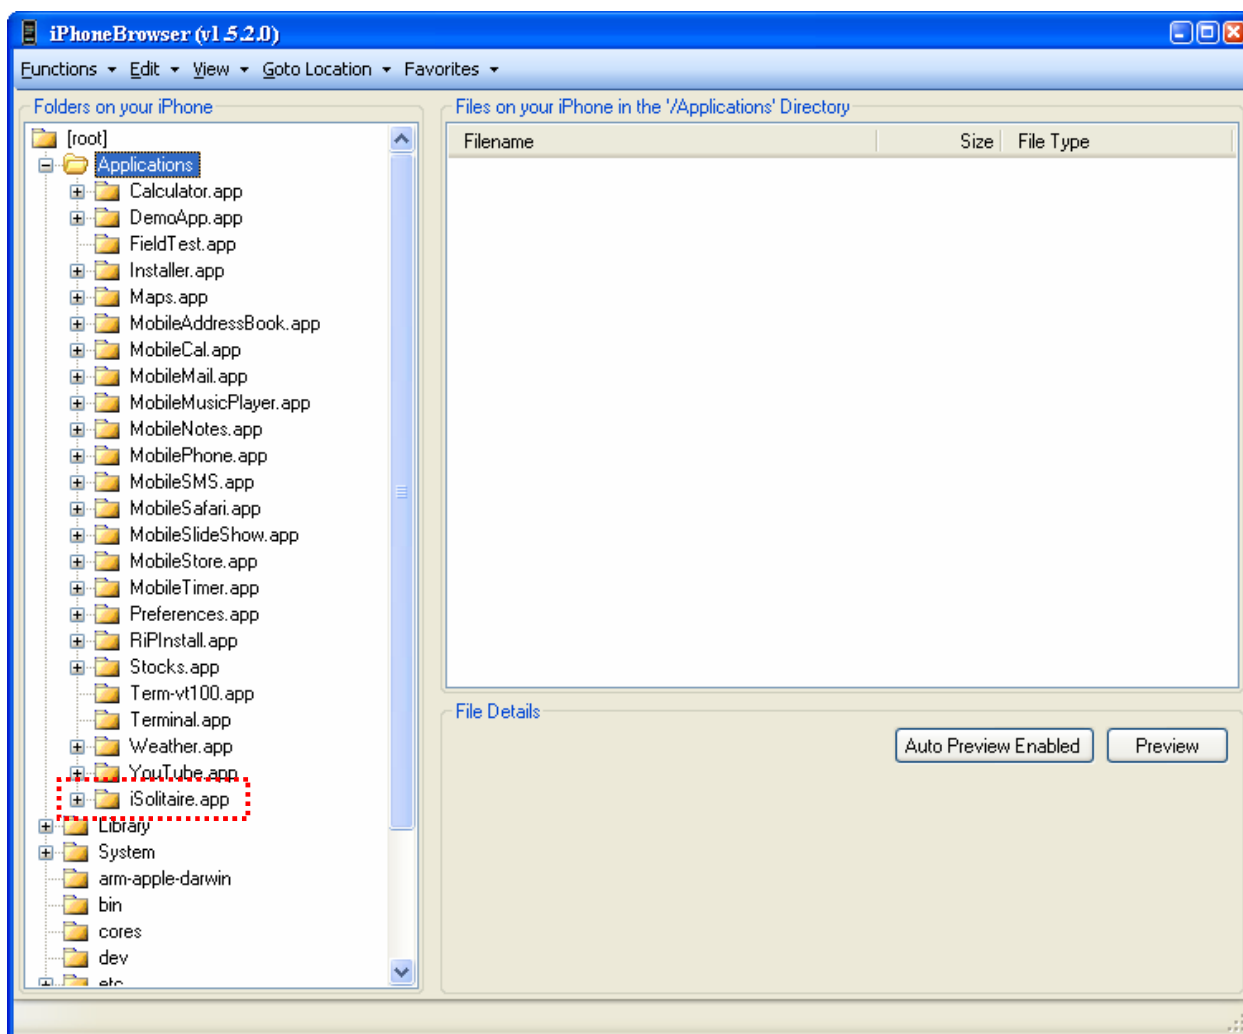 iPhoneBrowser (v1.5.2.0)
Functions Edit View Goto Location Favorites
Folders on your iPhone
[root]
Applications
Calculator.app
DemoApp.app
FieldTest.app
Installer.app
Maps.app
MobileAddressBook.app
MobileCal.app
MobileMail.app
MobileMusicPlayer.app
MobileNotes.app
MobilePhone.app
MobileSMS.app
MobileSafari.app
MobileSlideShow.app
MobileStore.app
MobileTimer.app
Preferences.app
RiPInstall.app
Stocks.app
Term-vt100.app
Terminal.app
Weather.app
YouTube.app
iSolitaire.app
Library
System
arm-apple-darwin
bin
cores
dev
etc
Files on your iPhone in the '/Applications' Directory
Filename Size File Type
File Details
Auto Preview Enabled Preview